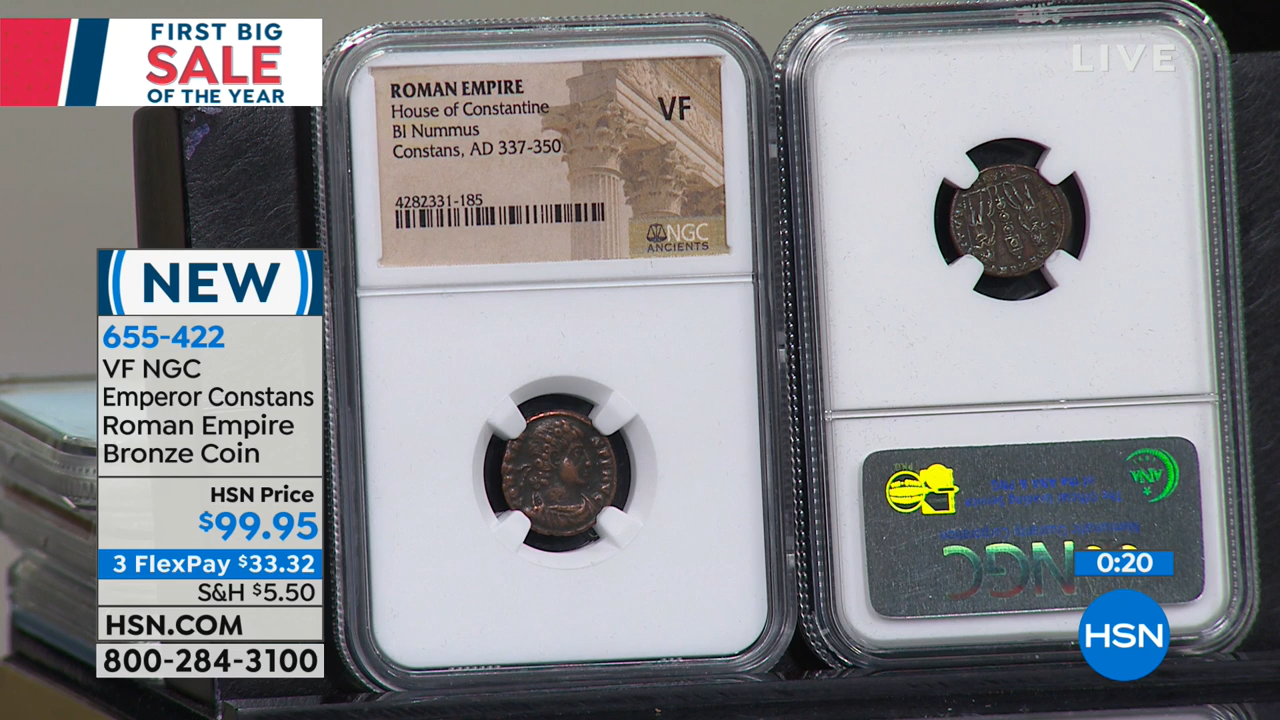 FIRST BIG
SALE
OF THE YEAR
LIVE
ROMAN EMPIRE
House of Constantine
BI Nummus
Constans, AD 337-350
VF
4282331-185
NGC
ANCIENTS
(NEW)
655-422
VF NGC
Emperor Constans
Roman Empire
Bronze Coin
HSN Price
$99.95
3 FlexPay $33.32
S&H $5.50
HSN.COM
800-284-3100
PNG
ANA
NGC
0:20
HSN